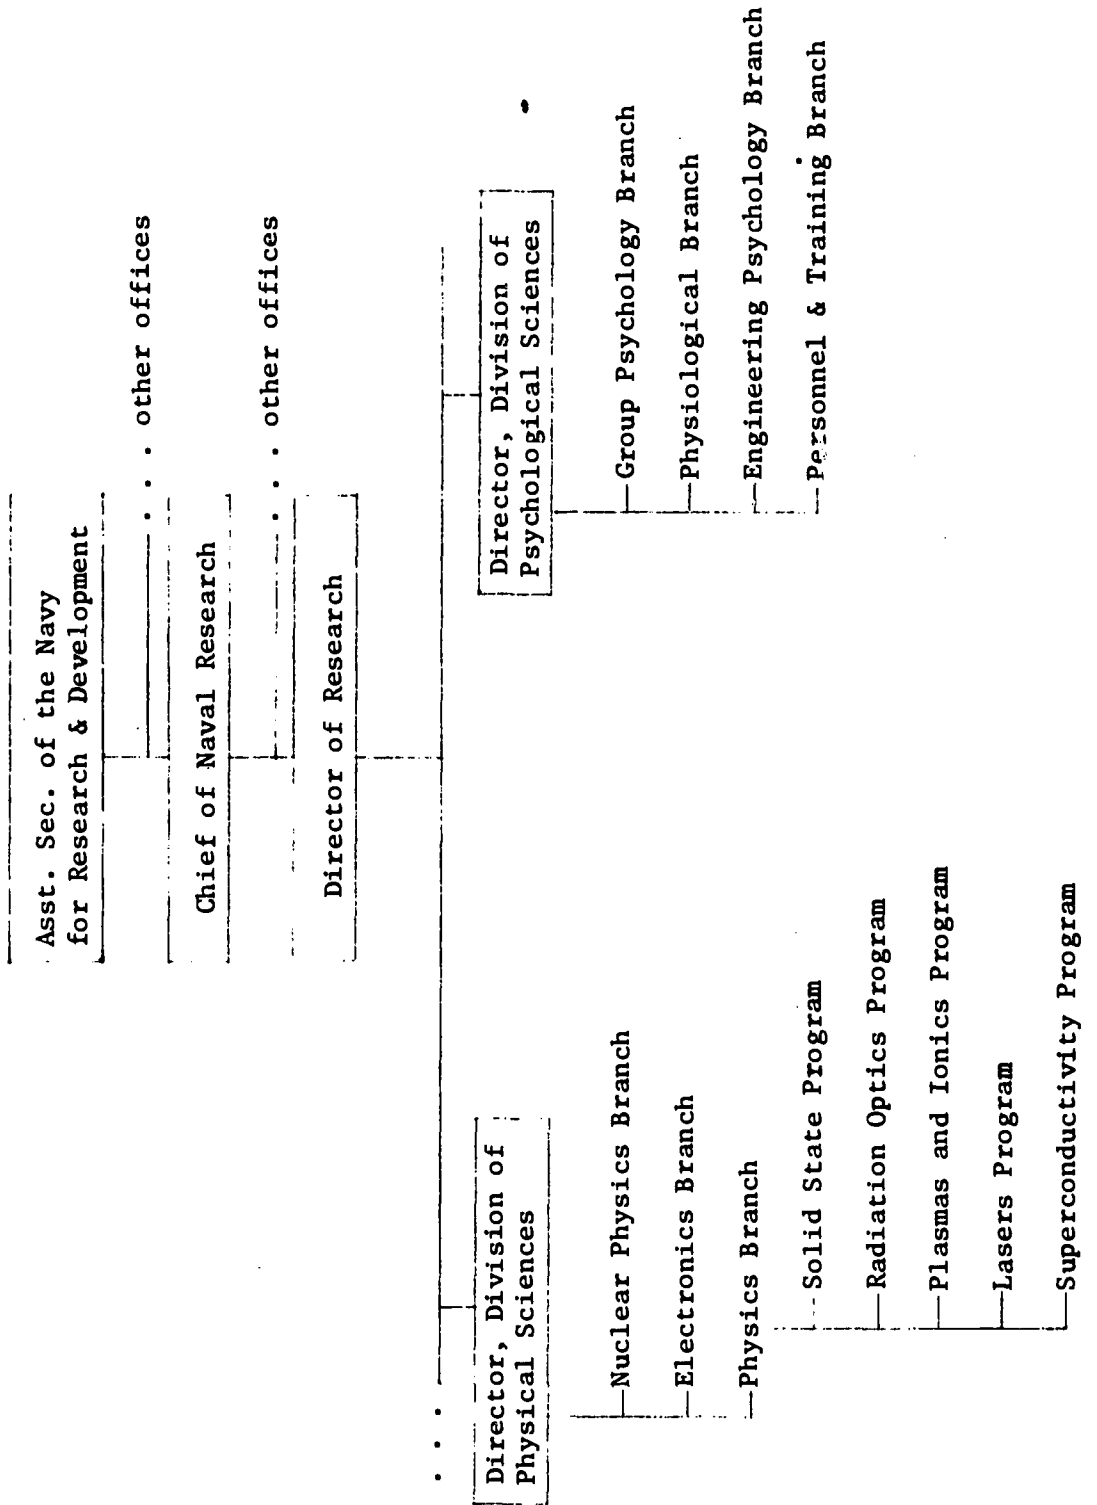 Asst. Sec. of the Navy
for Research & Development
. . . other offices
Chief of Naval Research
. . . other offices
Director of Research
. . .
Director, Division of
Physical Sciences
Nuclear Physics Branch
Electronics Branch
Physics Branch
Solid State Program
Radiation Optics Program
Plasmas and Ionics Program
Lasers Program
Superconductivity Program
Director, Division of
Psychological Sciences
Group Psychology Branch
Physiological Branch
Engineering Psychology Branch
Personnel & Training Branch